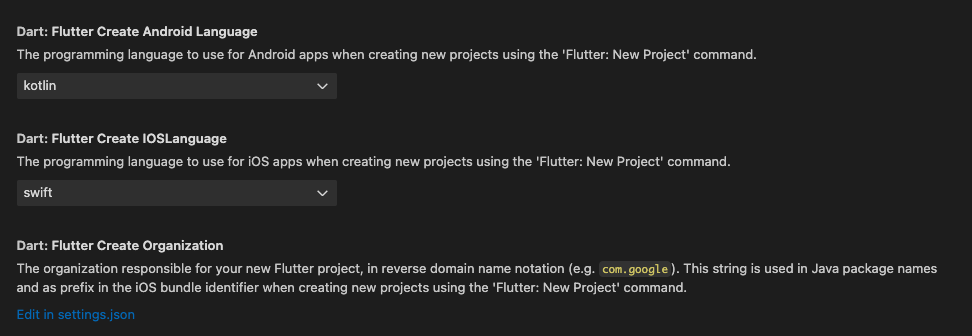 Dart: Flutter Create Android Language
The programming language to use for Android apps when creating new projects using the 'Flutter: New Project' command.
kotlin
Dart: Flutter Create IOSLanguage
The programming language to use for iOS apps when creating new projects using the 'Flutter: New Project' command.
swift
Dart: Flutter Create Organization
The organization responsible for your new Flutter project, in reverse domain name notation (e.g. com.google). This string is used in Java package names
and as prefix in the iOS bundle identifier when creating new projects using the 'Flutter: New Project' command.
Edit in settings.json